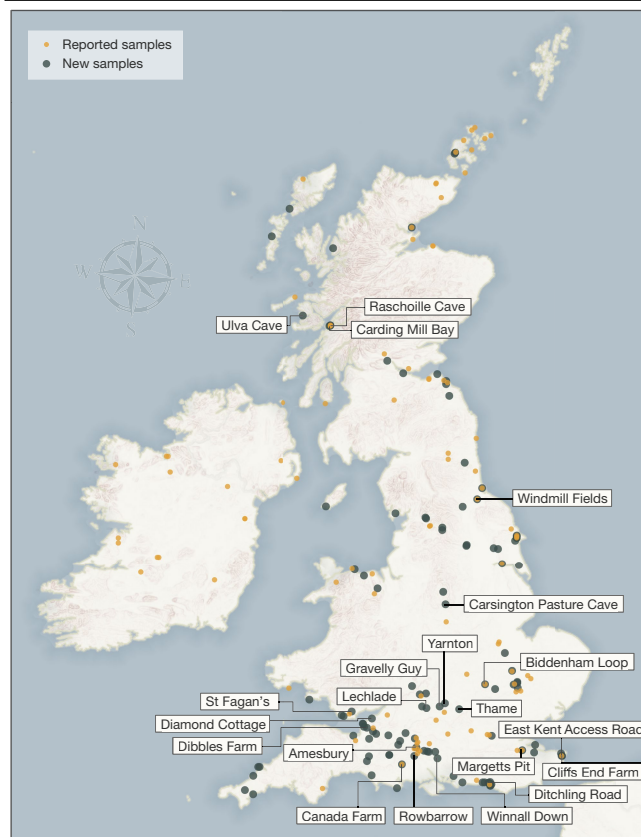 Reported samples
New samples
N
W
E
S
Raschoille Cave
Ulva Cave
Carding Mill Bay
Windmill Fields
Carsington Pasture Cave
Yarnton
Gravelly Guy
Biddenham Loop
St Fagan's
Lechlade
Thame
Diamond Cottage
East Kent Access Road
Dibbles Farm
Amesbury
Margetts Pit
Cliffs End Farm
Ditchling Road
Canada Farm
Rowbarrow
Winnall Down